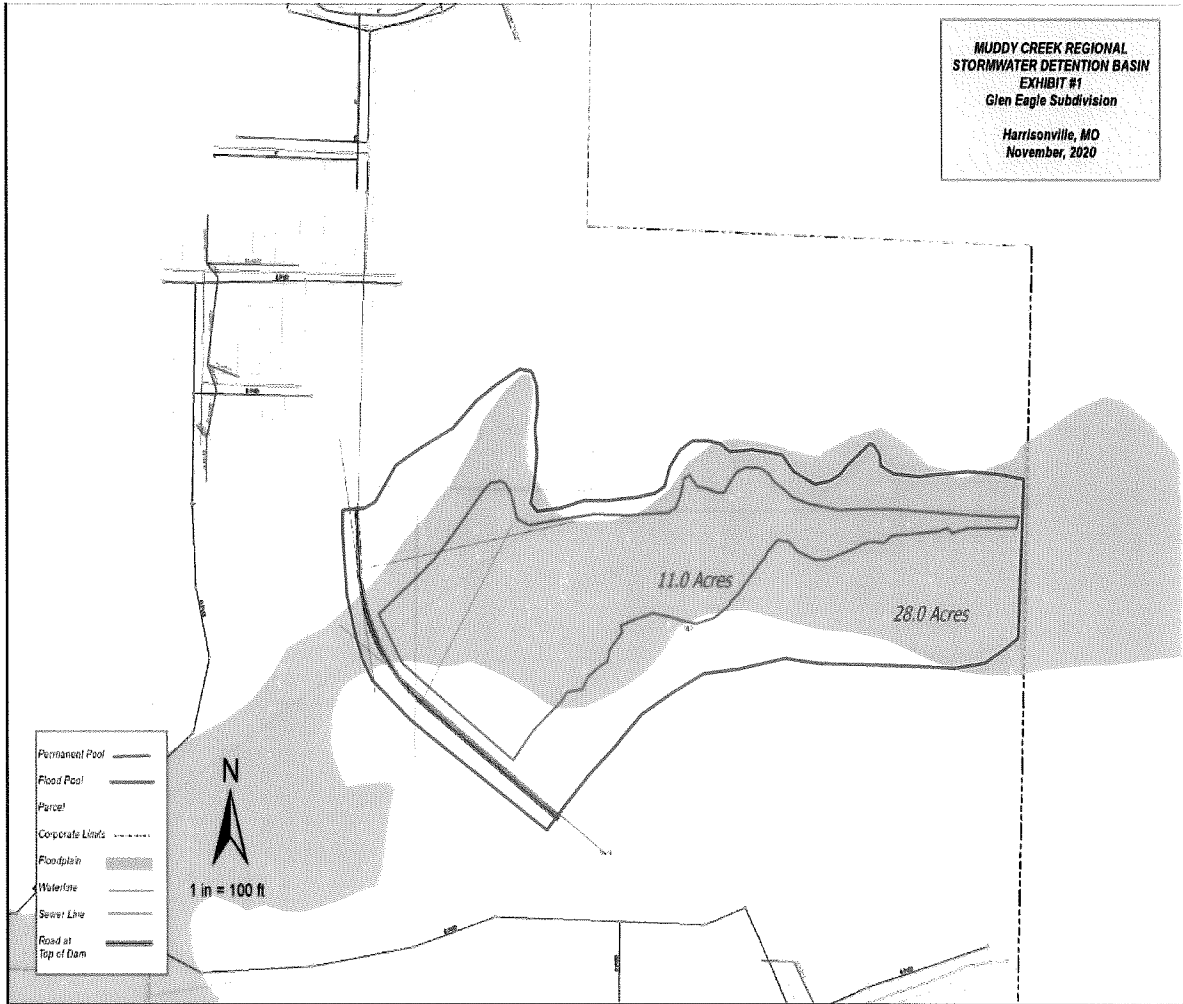 MUDDY CREEK REGIONAL
STORMWATER DETENTION BASIN
EXHIBIT #1
Glen Eagle Subdivision
Harrisonville, MO
November, 2020
11.0 Acres
28.0 Acres
Permanent Pool
Flood Pool
Parcel
Corporate Limits
Floodplain
Waterline
Sewer Line
Road at
Top of Dam
N
1 in = 100 ft